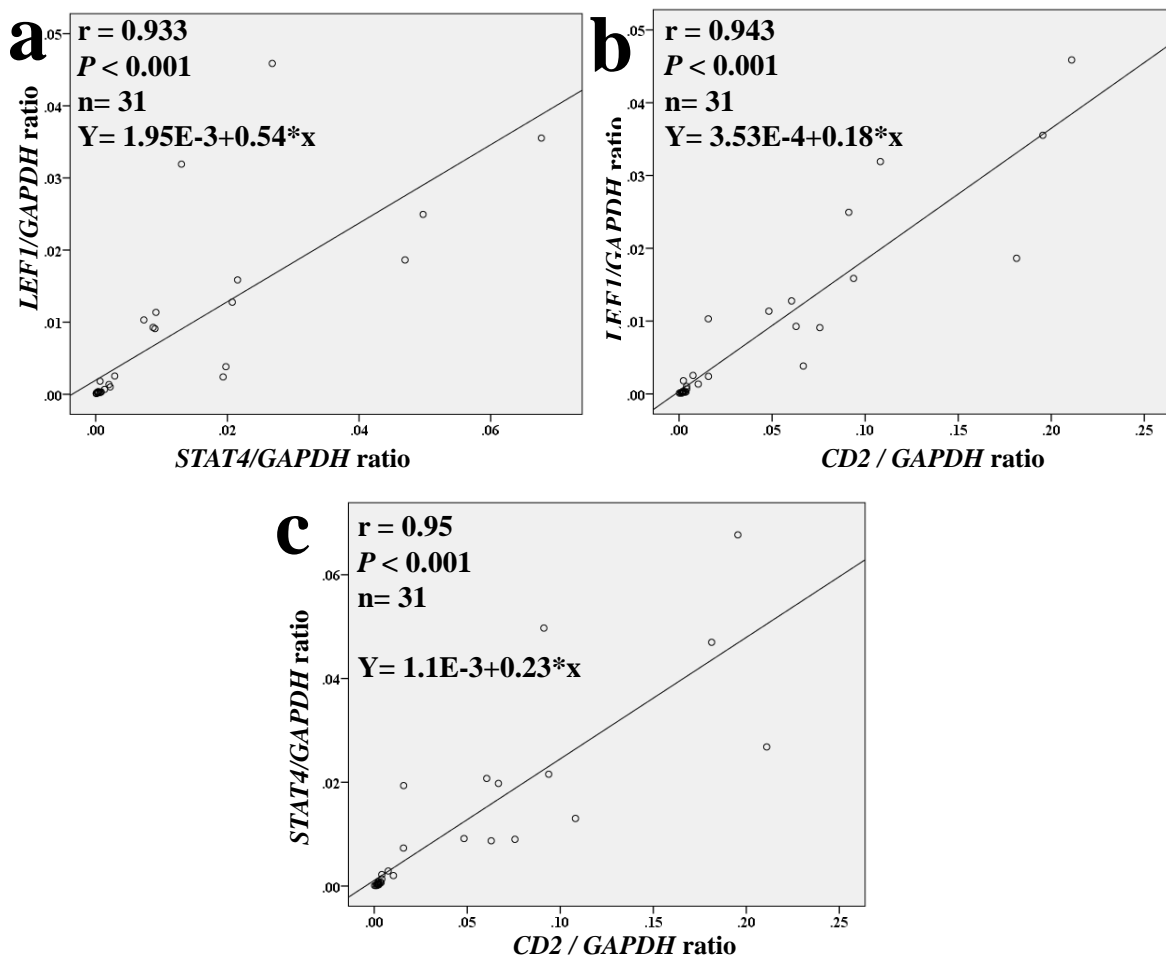 a
r = 0.933
P < 0.001
n= 31
Y= 1.95E-3+0.54*x
.05
.04
.03
.02
.01
.00
LEF1/GAPDH ratio
.00 .02 .04 .06
STAT4/GAPDH ratio
b
r = 0.943
P < 0.001
n= 31
Y= 3.53E-4+0.18*x
.05
.04
.03
.02
.01
.00
LEF1/GAPDH ratio
.00 .05 .10 .15 .20 .25
CD2 / GAPDH ratio
c
r = 0.95
P < 0.001
n= 31
Y= 1.1E-3+0.23*x
.06
.04
.02
.00
STAT4/GAPDH ratio
.00 .05 .10 .15 .20 .25
CD2 / GAPDH ratio